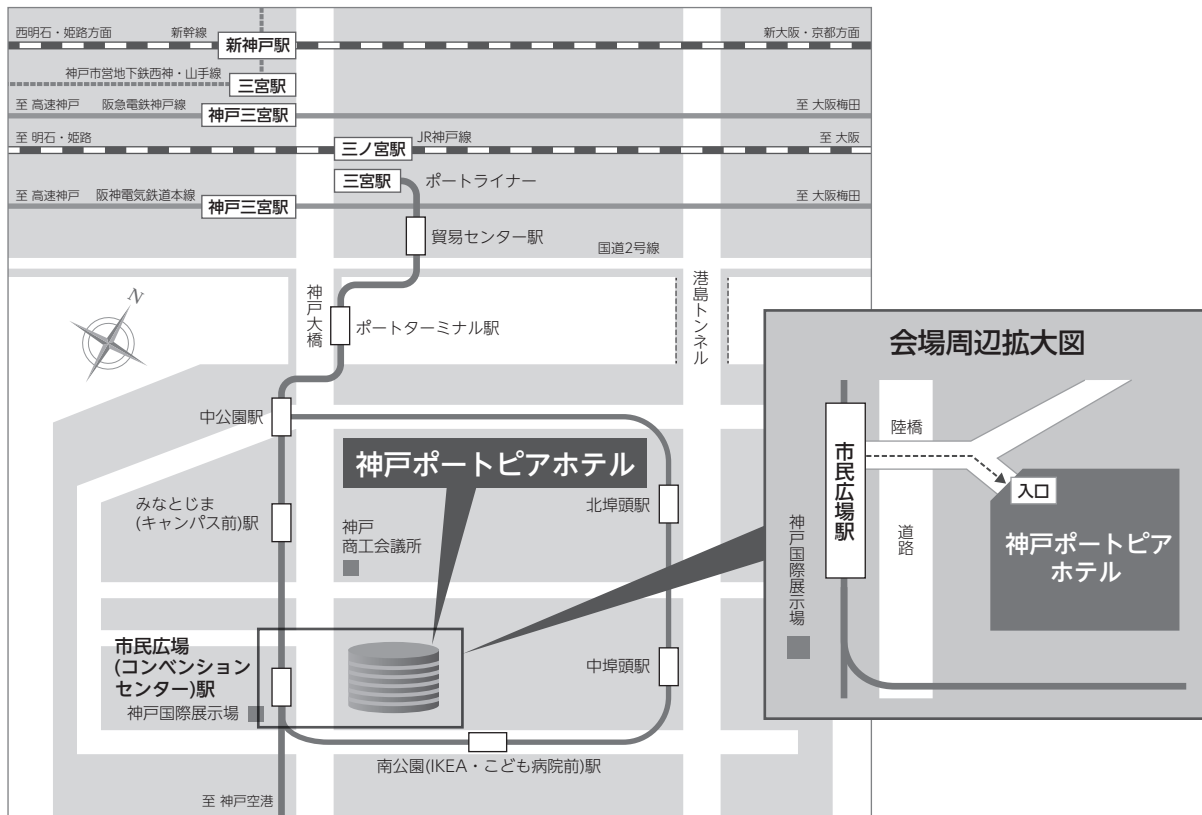 西明石・姫路方面
新幹線
新神戸駅
新大阪・京都方面
神戸市営地下鉄西神・山手線
三宮駅
至 高速神戸
阪急電鉄神戸線
神戸三宮駅
至 大阪梅田
至 明石・姫路
三ノ宮駅
JR神戸線
至 大阪
三宮駅
ポートライナー
至 高速神戸
阪神電気鉄道本線
神戸三宮駅
至 大阪梅田
貿易センター駅
国道2号線
N
神戸大橋
港島トンネル
ポートターミナル駅
中公園駅
神戸ポートピアホテル
みなとじま
(キャンパス前)駅
神戸
商工会議所
北埠頭駅
市民広場
(コンベンション
センター)駅
神戸国際展示場
中埠頭駅
南公園(IKEA・こども病院前)駅
至 神戸空港
会場周辺拡大図
市民広場駅
陸橋
入口
道路
神戸国際展示場
神戸ポートピア
ホテル